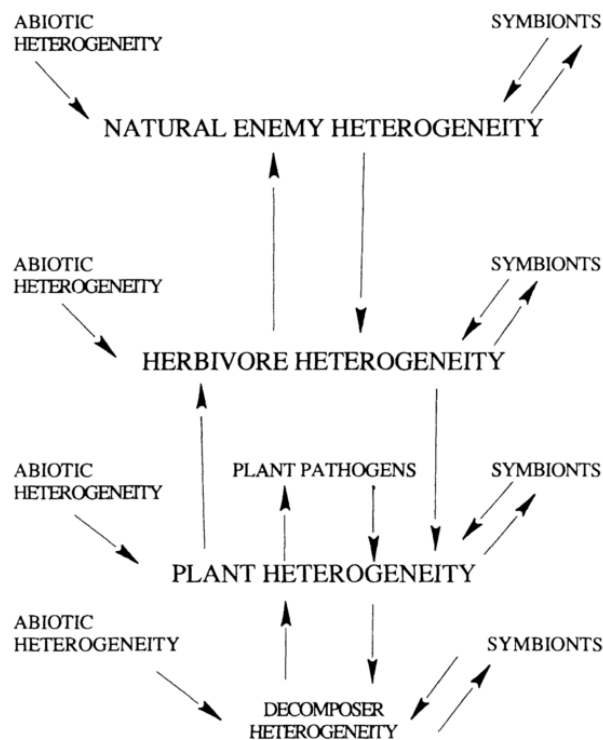 ABIOTIC
HETEROGENEITY
SYMBIONTS
NATURAL ENEMY HETEROGENEITY
ABIOTIC
HETEROGENEITY
SYMBIONTS
HERBIVORE HETEROGENEITY
ABIOTIC
HETEROGENEITY
PLANT PATHOGENS
SYMBIONTS
PLANT HETEROGENEITY
ABIOTIC
HETEROGENEITY
SYMBIONTS
DECOMPOSER
HETEROGENEITY